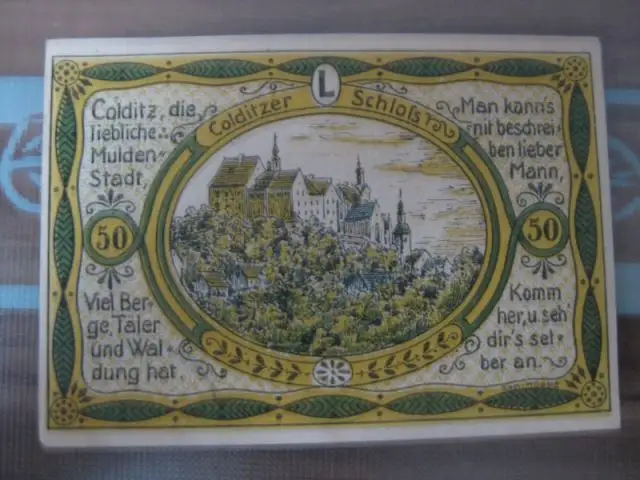 L
Colditzer Schloß
Colditz, die
liebliche
Mulden-
Stadt,
50
Viel Ber-
ge, Täler
und Wal-
dung hat.
Man kann's
nit beschrei-
ben lieber
Mann,
50
Komm
her, u. seh'
dir's sel-
ber an.